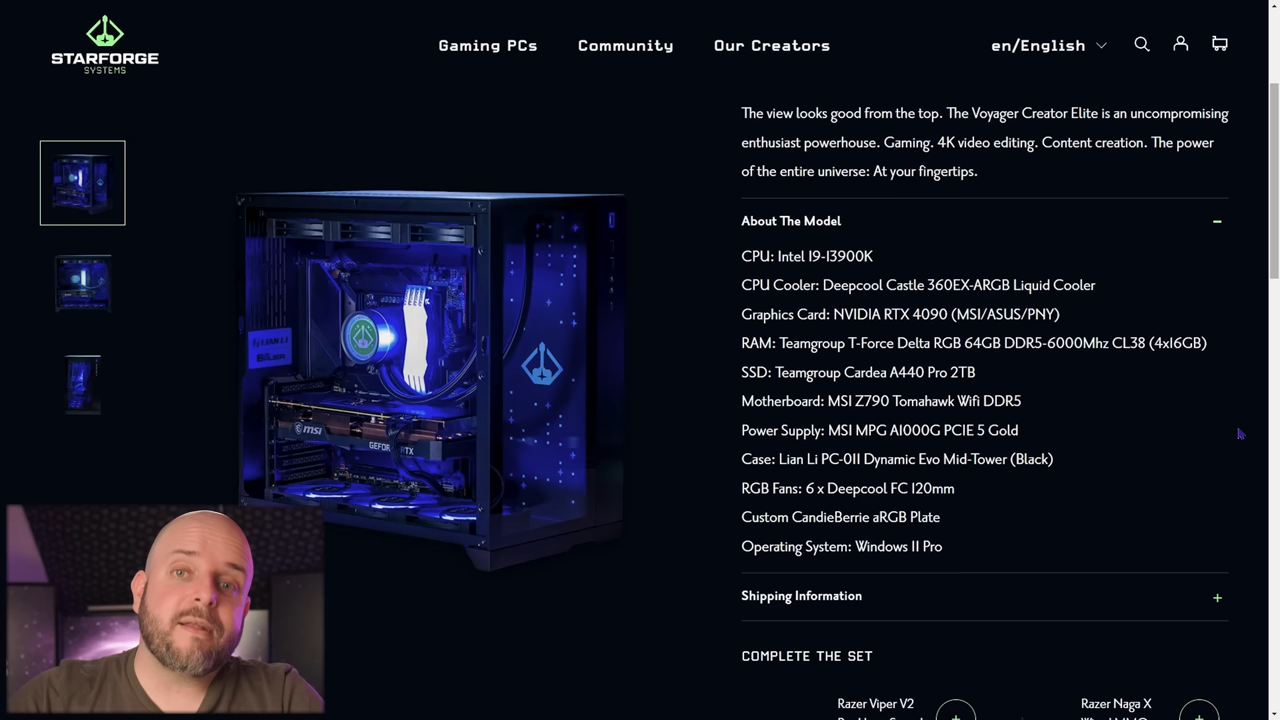 STARFORGE
SYSTEMS
Gaming PCs
Community
Our Creators
en/English
The view looks good from the top. The Voyager Creator Elite is an uncompromising
enthusiast powerhouse. Gaming. 4K video editing. Content creation. The power
of the entire universe: At your fingertips.
About The Model
CPU: Intel I9-13900K
CPU Cooler: Deepcool Castle 360EX-ARGB Liquid Cooler
Graphics Card: NVIDIA RTX 4090 (MSI/ASUS/PNY)
RAM: Teamgroup T-Force Delta RGB 64GB DDR5-6000Mhz CL38 (4x16GB)
SSD: Teamgroup Cardea A440 Pro 2TB
Motherboard: MSI Z790 Tomahawk Wifi DDR5
Power Supply: MSI MPG A1000G PCIE 5 Gold
Case: Lian Li PC-011 Dynamic Evo Mid-Tower (Black)
RGB Fans: 6 x Deepcool FC 120mm
Custom CandieBerrie aRGB Plate
Operating System: Windows 11 Pro
Shipping Information
COMPLETE THE SET
Razer Viper V2
Razer Naga X
LIAN LI
msi
GEFORCE RTX